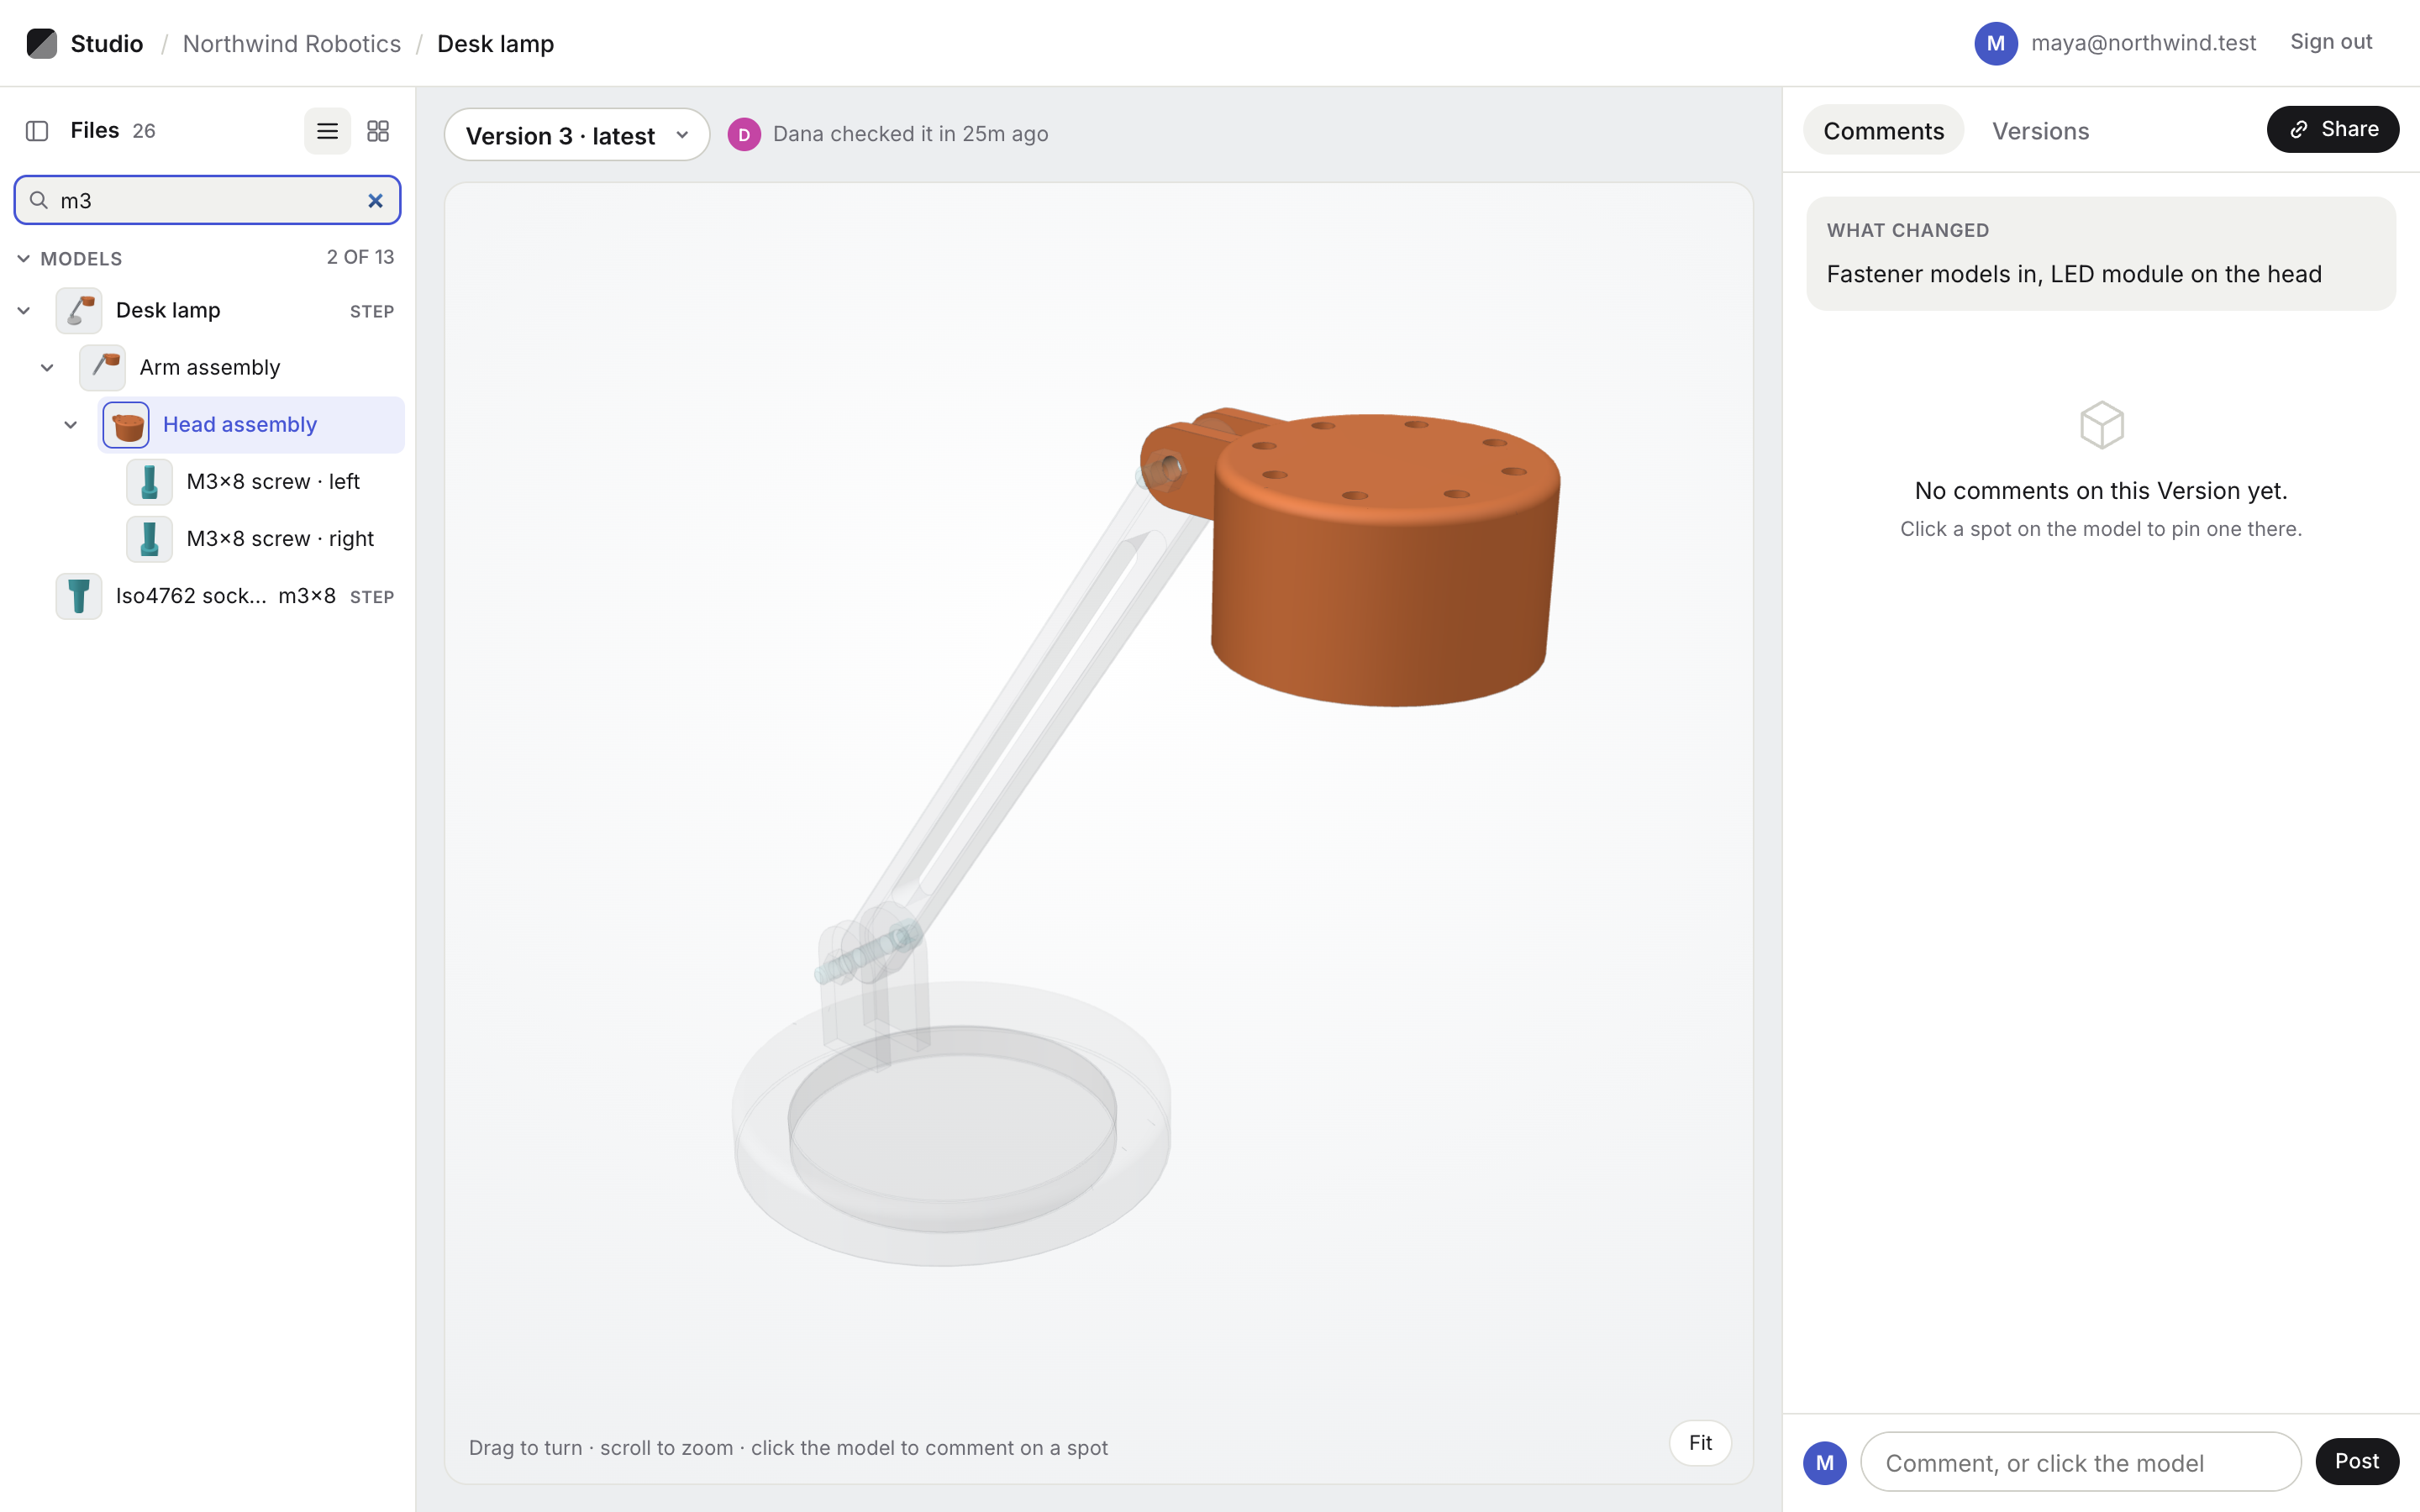 Studio / Northwind Robotics / Desk lamp
M maya@northwind.test Sign out
Files 26
m3
MODELS 2 OF 13
Desk lamp STEP
Arm assembly
Head assembly
M3×8 screw · left
M3×8 screw · right
Iso4762 sock... m3×8 STEP
Version 3 · latest
D Dana checked it in 25m ago
Drag to turn · scroll to zoom · click the model to comment on a spot
Fit
Comments Versions Share
WHAT CHANGED
Fastener models in, LED module on the head
No comments on this Version yet.
Click a spot on the model to pin one there.
M Comment, or click the model Post